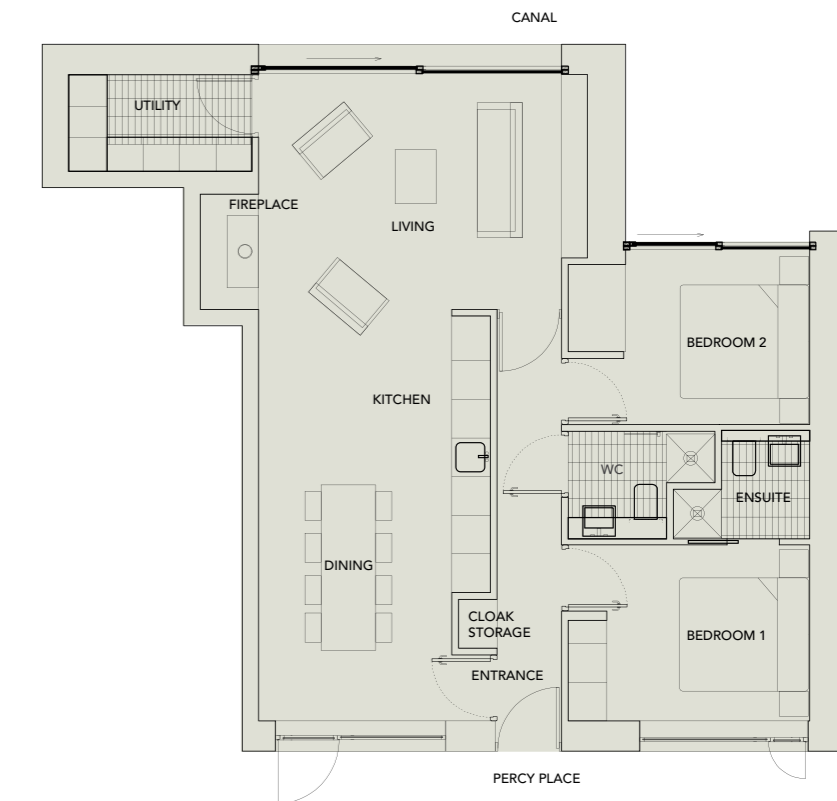 CANAL
UTILITY
FIREPLACE
LIVING
BEDROOM 2
KITCHEN
WC
ENSUITE
DINING
CLOAK
STORAGE
BEDROOM 1
ENTRANCE
PERCY PLACE